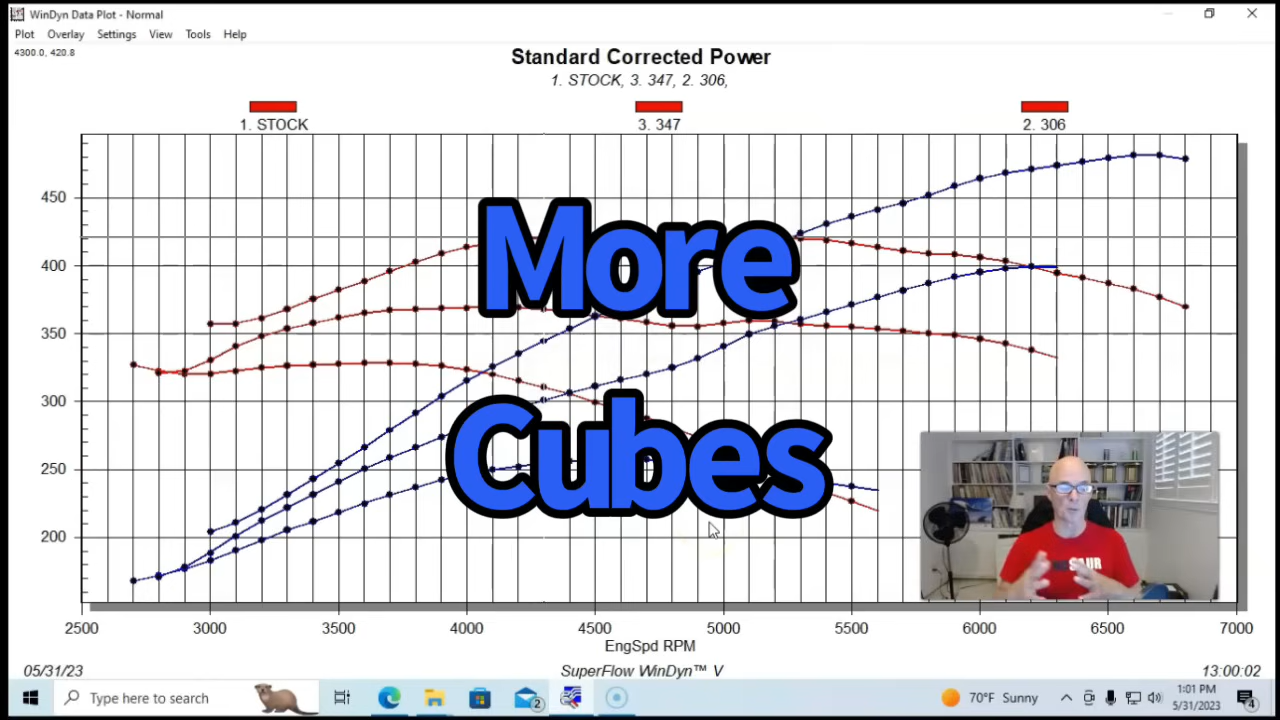 WinDyn Data Plot - Normal
Plot Overlay Settings View Tools Help
4300.0, 420.8
Standard Corrected Power
1. STOCK, 3. 347, 2. 306,
1. STOCK 3. 347 2. 306
450
400
350
300
250
200
More
Cubes
SAUR
2500 3000 3500 4000 4500 5000 5500 6000 6500 7000
EngSpd RPM
05/31/23 SuperFlow WinDyn™ V 13:00:02
Type here to search
2
70°F Sunny
1:01 PM
5/31/2023
4